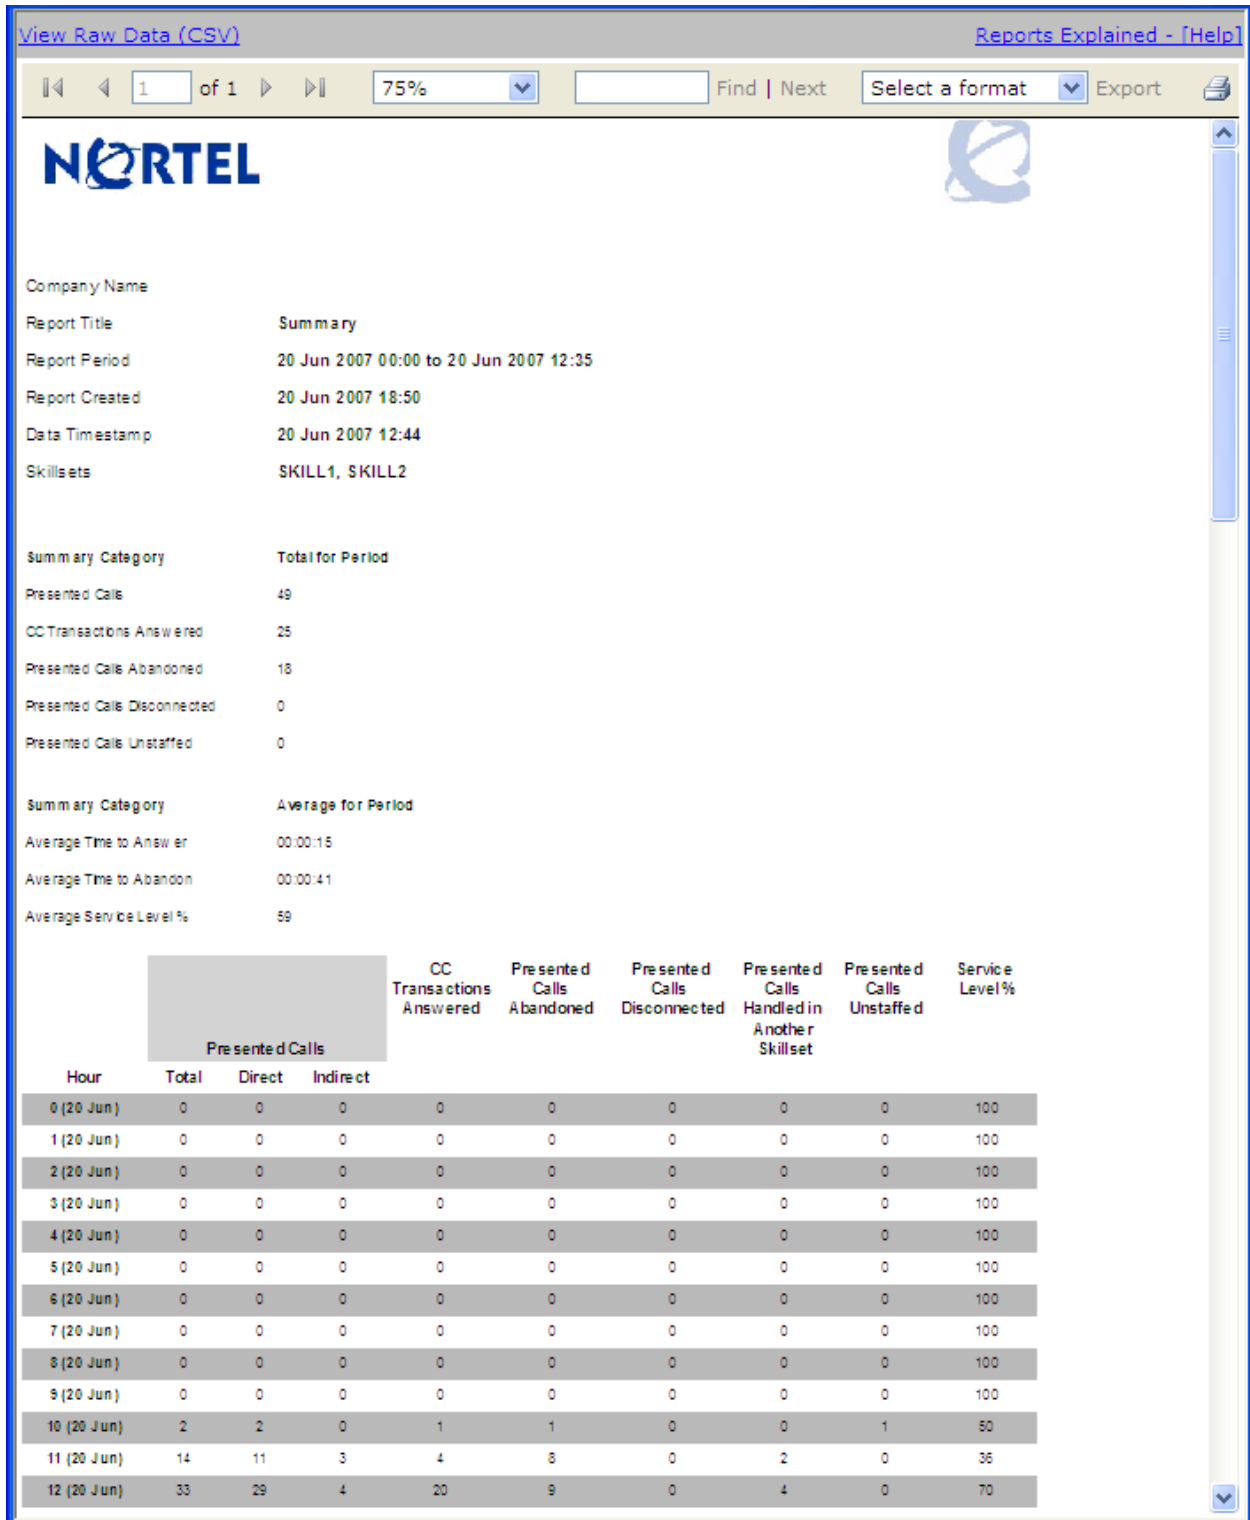 View Raw Data (CSV) Reports Explained - [Help]
1 of 1 75% Find | Next Select a format Export
NORTEL
Company Name
Report Title Summary
Report Period 20 Jun 2007 00:00 to 20 Jun 2007 12:35
Report Created 20 Jun 2007 18:50
Data Timestamp 20 Jun 2007 12:44
Skillsets SKILL1, SKILL2
Summary Category Total for Period
Presented Calls 49
CC Transactions Answered 25
Presented Calls Abandoned 18
Presented Calls Disconnected 0
Presented Calls Unstaffed 0
Summary Category Average for Period
Average Time to Answer 00:00:15
Average Time to Abandon 00:00:41
Average Service Level % 59
CC Presented Presented Presented Presented Service
Transactions Calls Calls Calls Calls Level %
Answered Abandoned Disconnected Handled in Unstaffed
Another
Presented Calls Skillset
Hour Total Direct Indirect
0 (20 Jun) 0 0 0 0 0 0 0 0 100
1 (20 Jun) 0 0 0 0 0 0 0 0 100
2 (20 Jun) 0 0 0 0 0 0 0 0 100
3 (20 Jun) 0 0 0 0 0 0 0 0 100
4 (20 Jun) 0 0 0 0 0 0 0 0 100
5 (20 Jun) 0 0 0 0 0 0 0 0 100
6 (20 Jun) 0 0 0 0 0 0 0 0 100
7 (20 Jun) 0 0 0 0 0 0 0 0 100
8 (20 Jun) 0 0 0 0 0 0 0 0 100
9 (20 Jun) 0 0 0 0 0 0 0 0 100
10 (20 Jun) 2 2 0 1 1 0 0 1 50
11 (20 Jun) 14 11 3 4 8 0 2 0 36
12 (20 Jun) 33 29 4 20 9 0 4 0 70